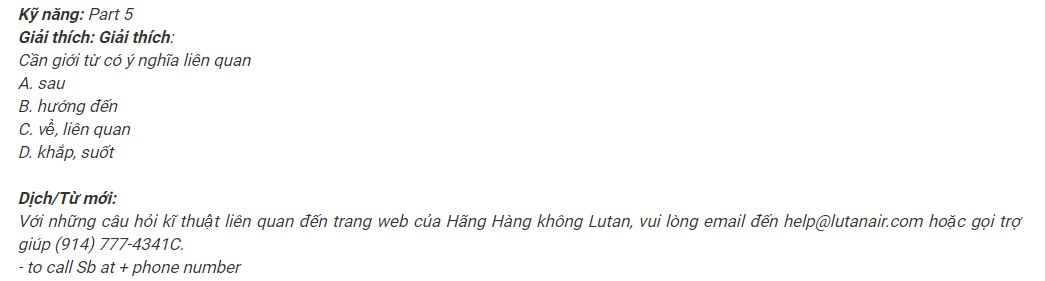 Kỹ năng: Part 5
Giải thích: Giải thích:
Cần giới từ có ý nghĩa liên quan
A. sau
B. hướng đến
C. về, liên quan
D. khắp, suốt
Dịch/Từ mới:
Với những câu hỏi kĩ thuật liên quan đến trang web của Hãng Hàng không Lutan, vui lòng email đến help@lutanair.com hoặc gọi trợ
giúp (914) 777-4341C.
- to call Sb at + phone number